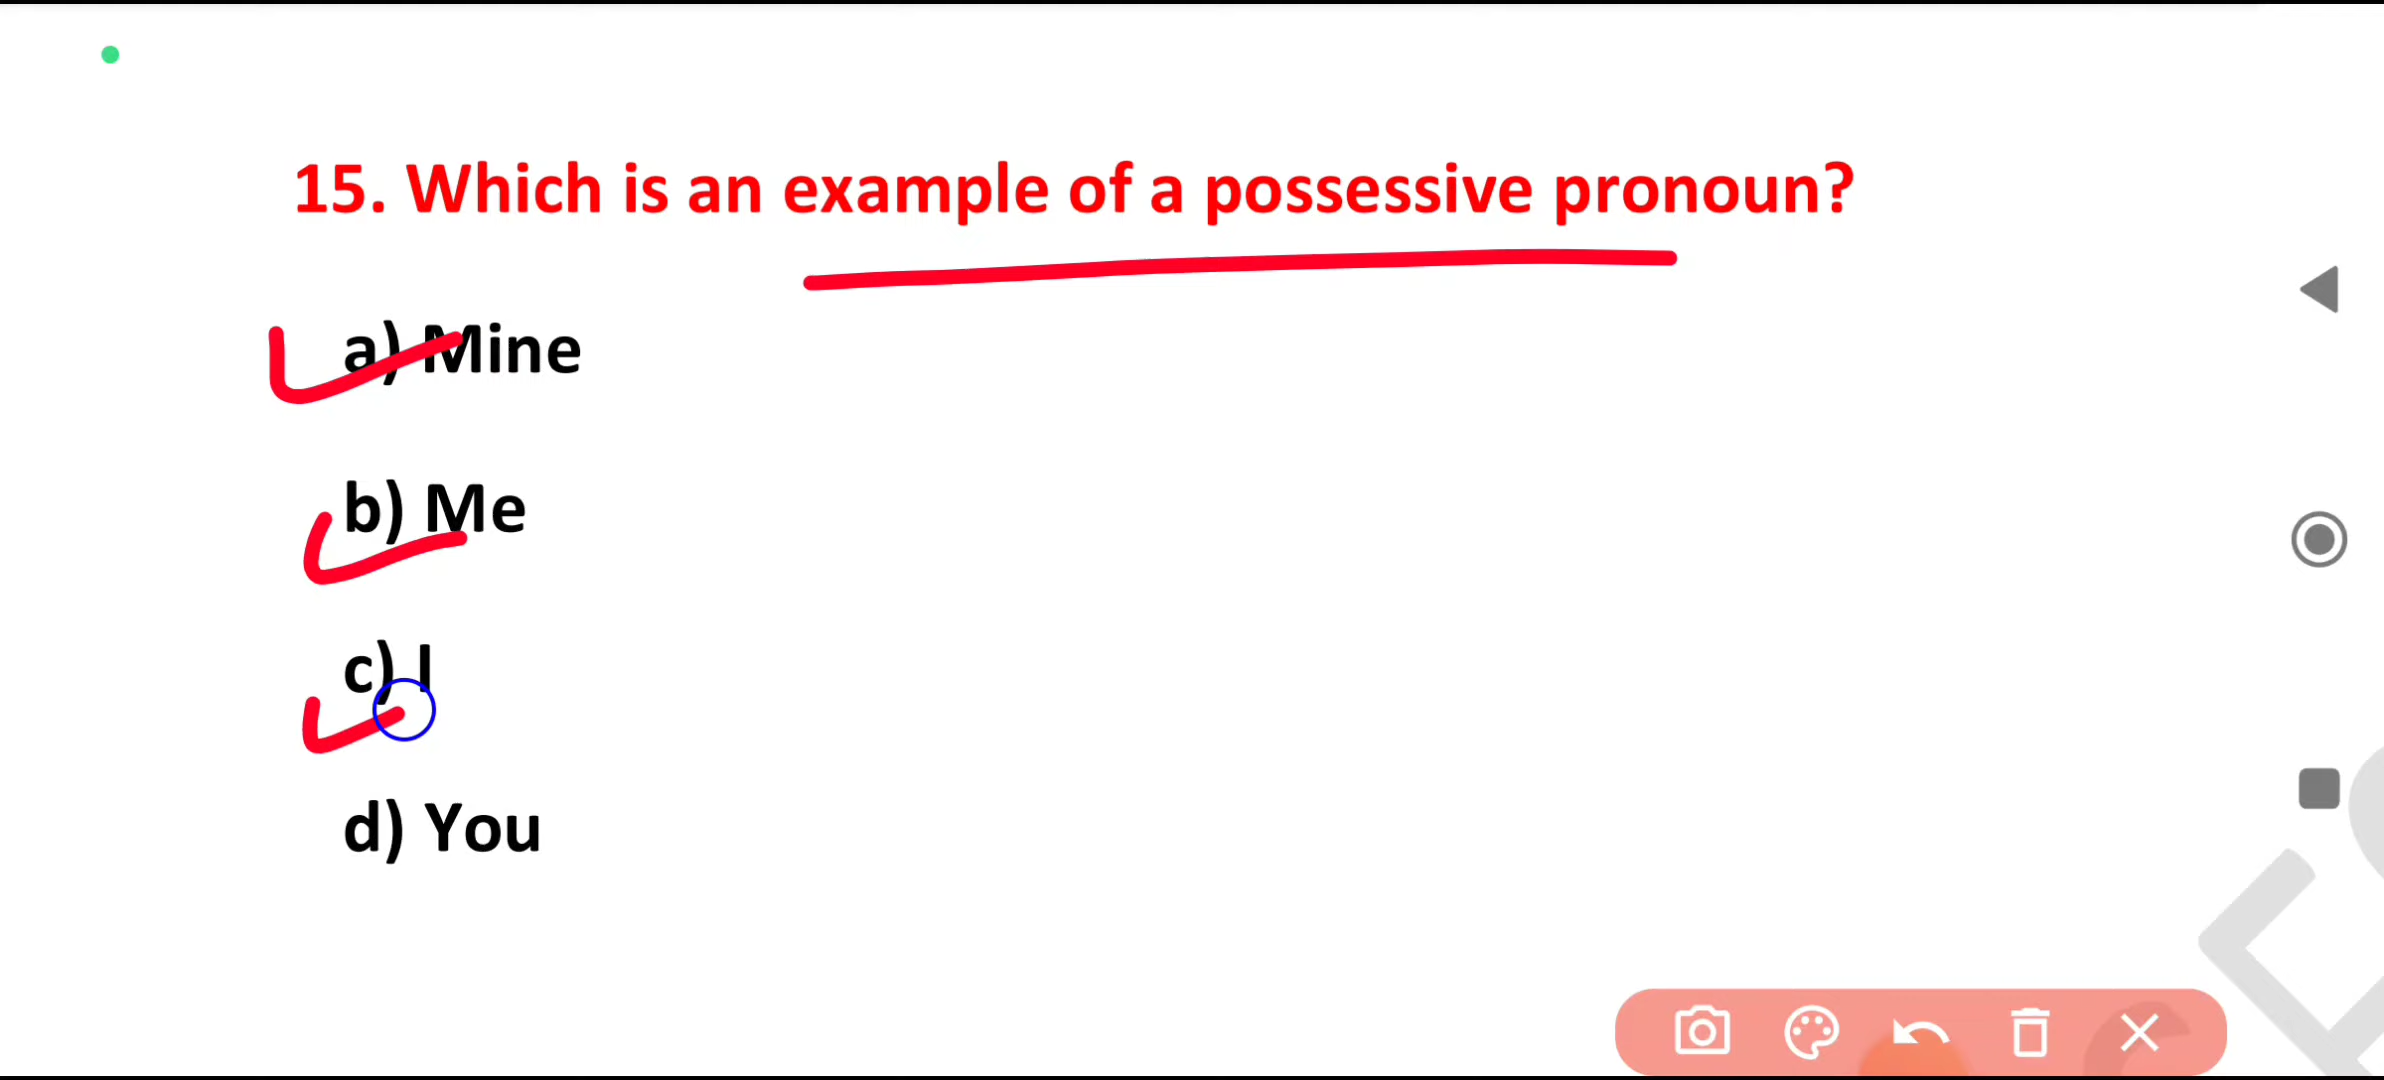 15. Which is an example of a possessive pronoun?
a) Mine
b) Me
c) I
d) You